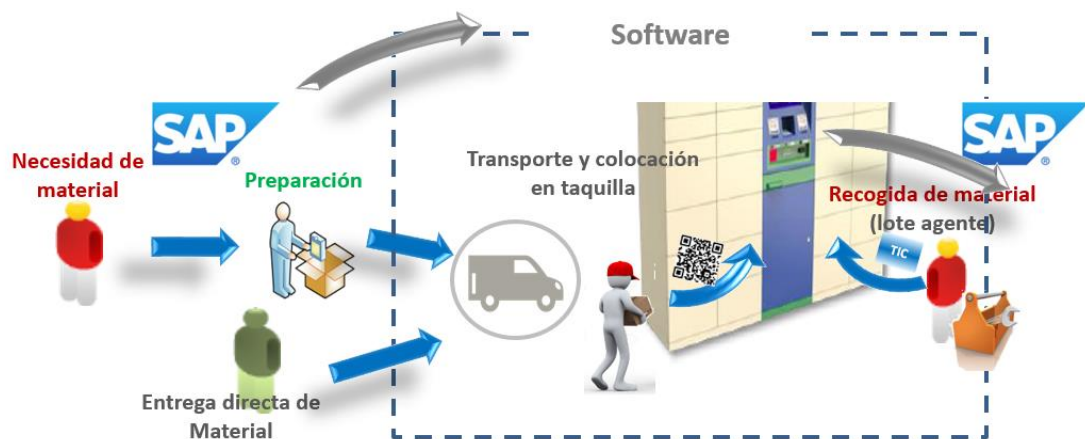 Software
SAP
®
SAP
®
Necesidad de
material
Preparación
Transporte y colocación
en taquilla
Recogida de material
(lote agente)
TIC
Entrega directa de
Material